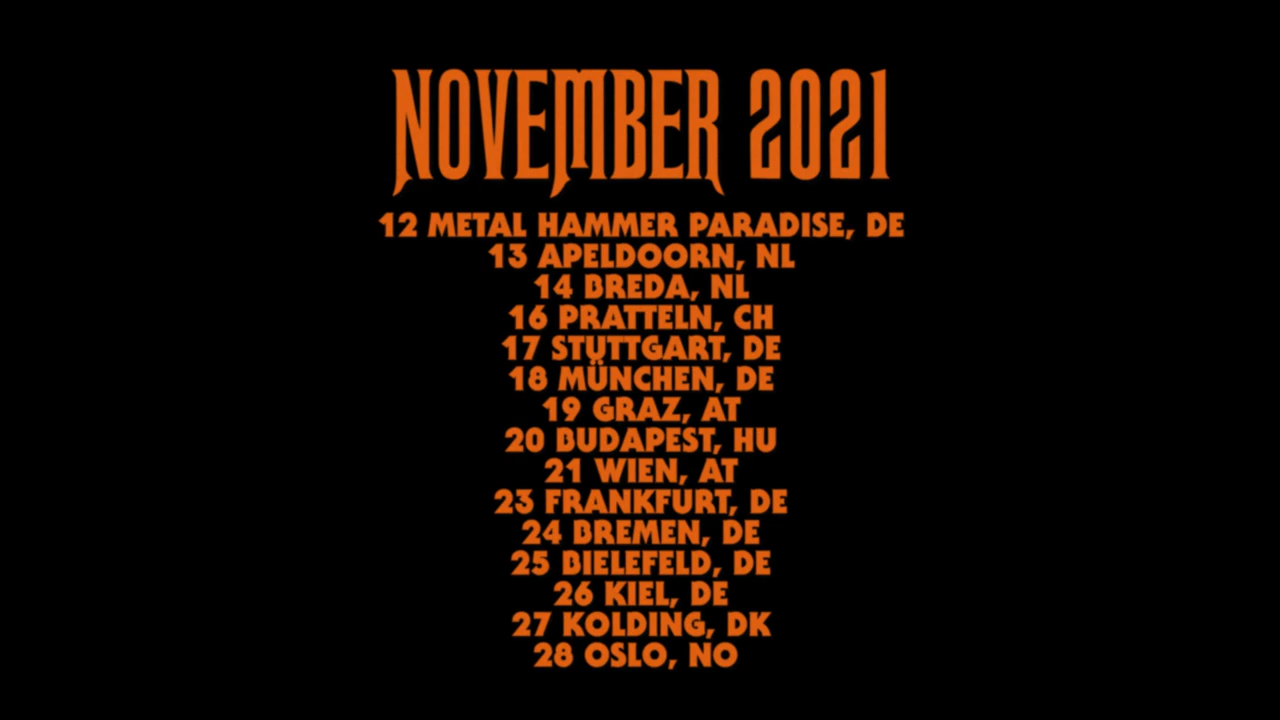 NOVEMBER 2021
12 METAL HAMMER PARADISE, DE
13 APELDOORN, NL
14 BREDA, NL
16 PRATTELN, CH
17 STUTTGART, DE
18 MÜNCHEN, DE
19 GRAZ, AT
20 BUDAPEST, HU
21 WIEN, AT
23 FRANKFURT, DE
24 BREMEN, DE
25 BIELEFELD, DE
26 KIEL, DE
27 KOLDING, DK
28 OSLO, NO